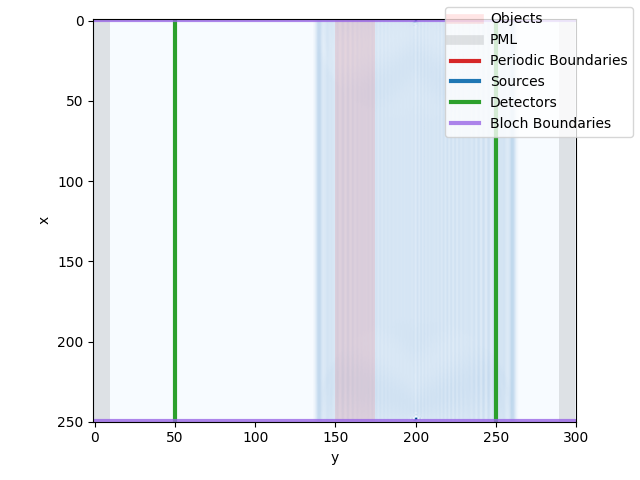 Objects
PML
Periodic Boundaries
Sources
Detectors
Bloch Boundaries
0
50
100
150
200
250
x
0 50 100 150 200 250 300
y